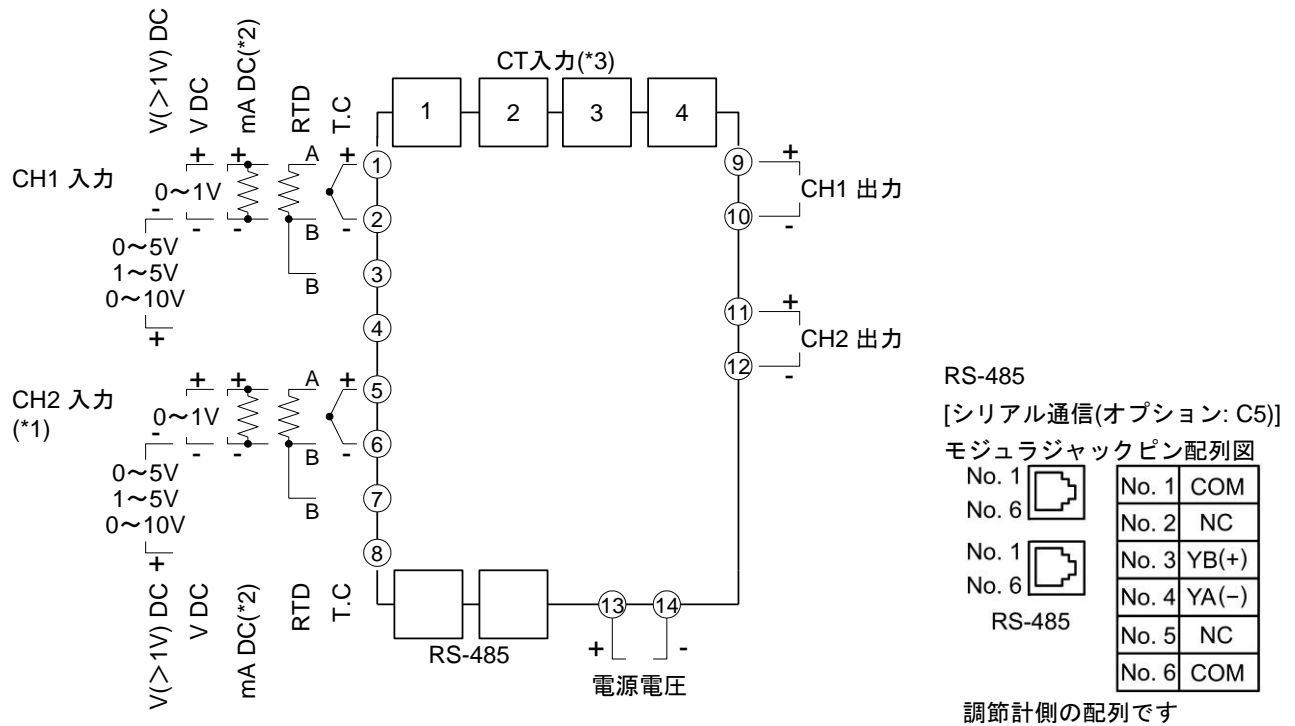 V(>1V) DC
V DC
mA DC(*2)
RTD
T.C
CT入力(*3)
1 2 3 4
CH1 入力
+ + A + 1
0～1V
- - - B - 2
0～5V
1～5V
0～10V
+
B 3
4
9 +
CH1 出力
10 -
11 +
CH2 出力
12 -
CH2 入力
(*1)
+ + A + 5
0～1V
- - - B - 6
0～5V
1～5V
0～10V
+
B 7
8
V(>1V) DC
V DC
mA DC(*2)
RTD
T.C
RS-485
13 14
+ -
電源電圧
RS-485
[シリアル通信(オプション: C5)]
モジュラジャックピン配列図
No. 1
No. 6
No. 1
No. 6
RS-485
No. 1 COM
No. 2 NC
No. 3 YB(+)
No. 4 YA(−)
No. 5 NC
No. 6 COM
調節計側の配列です